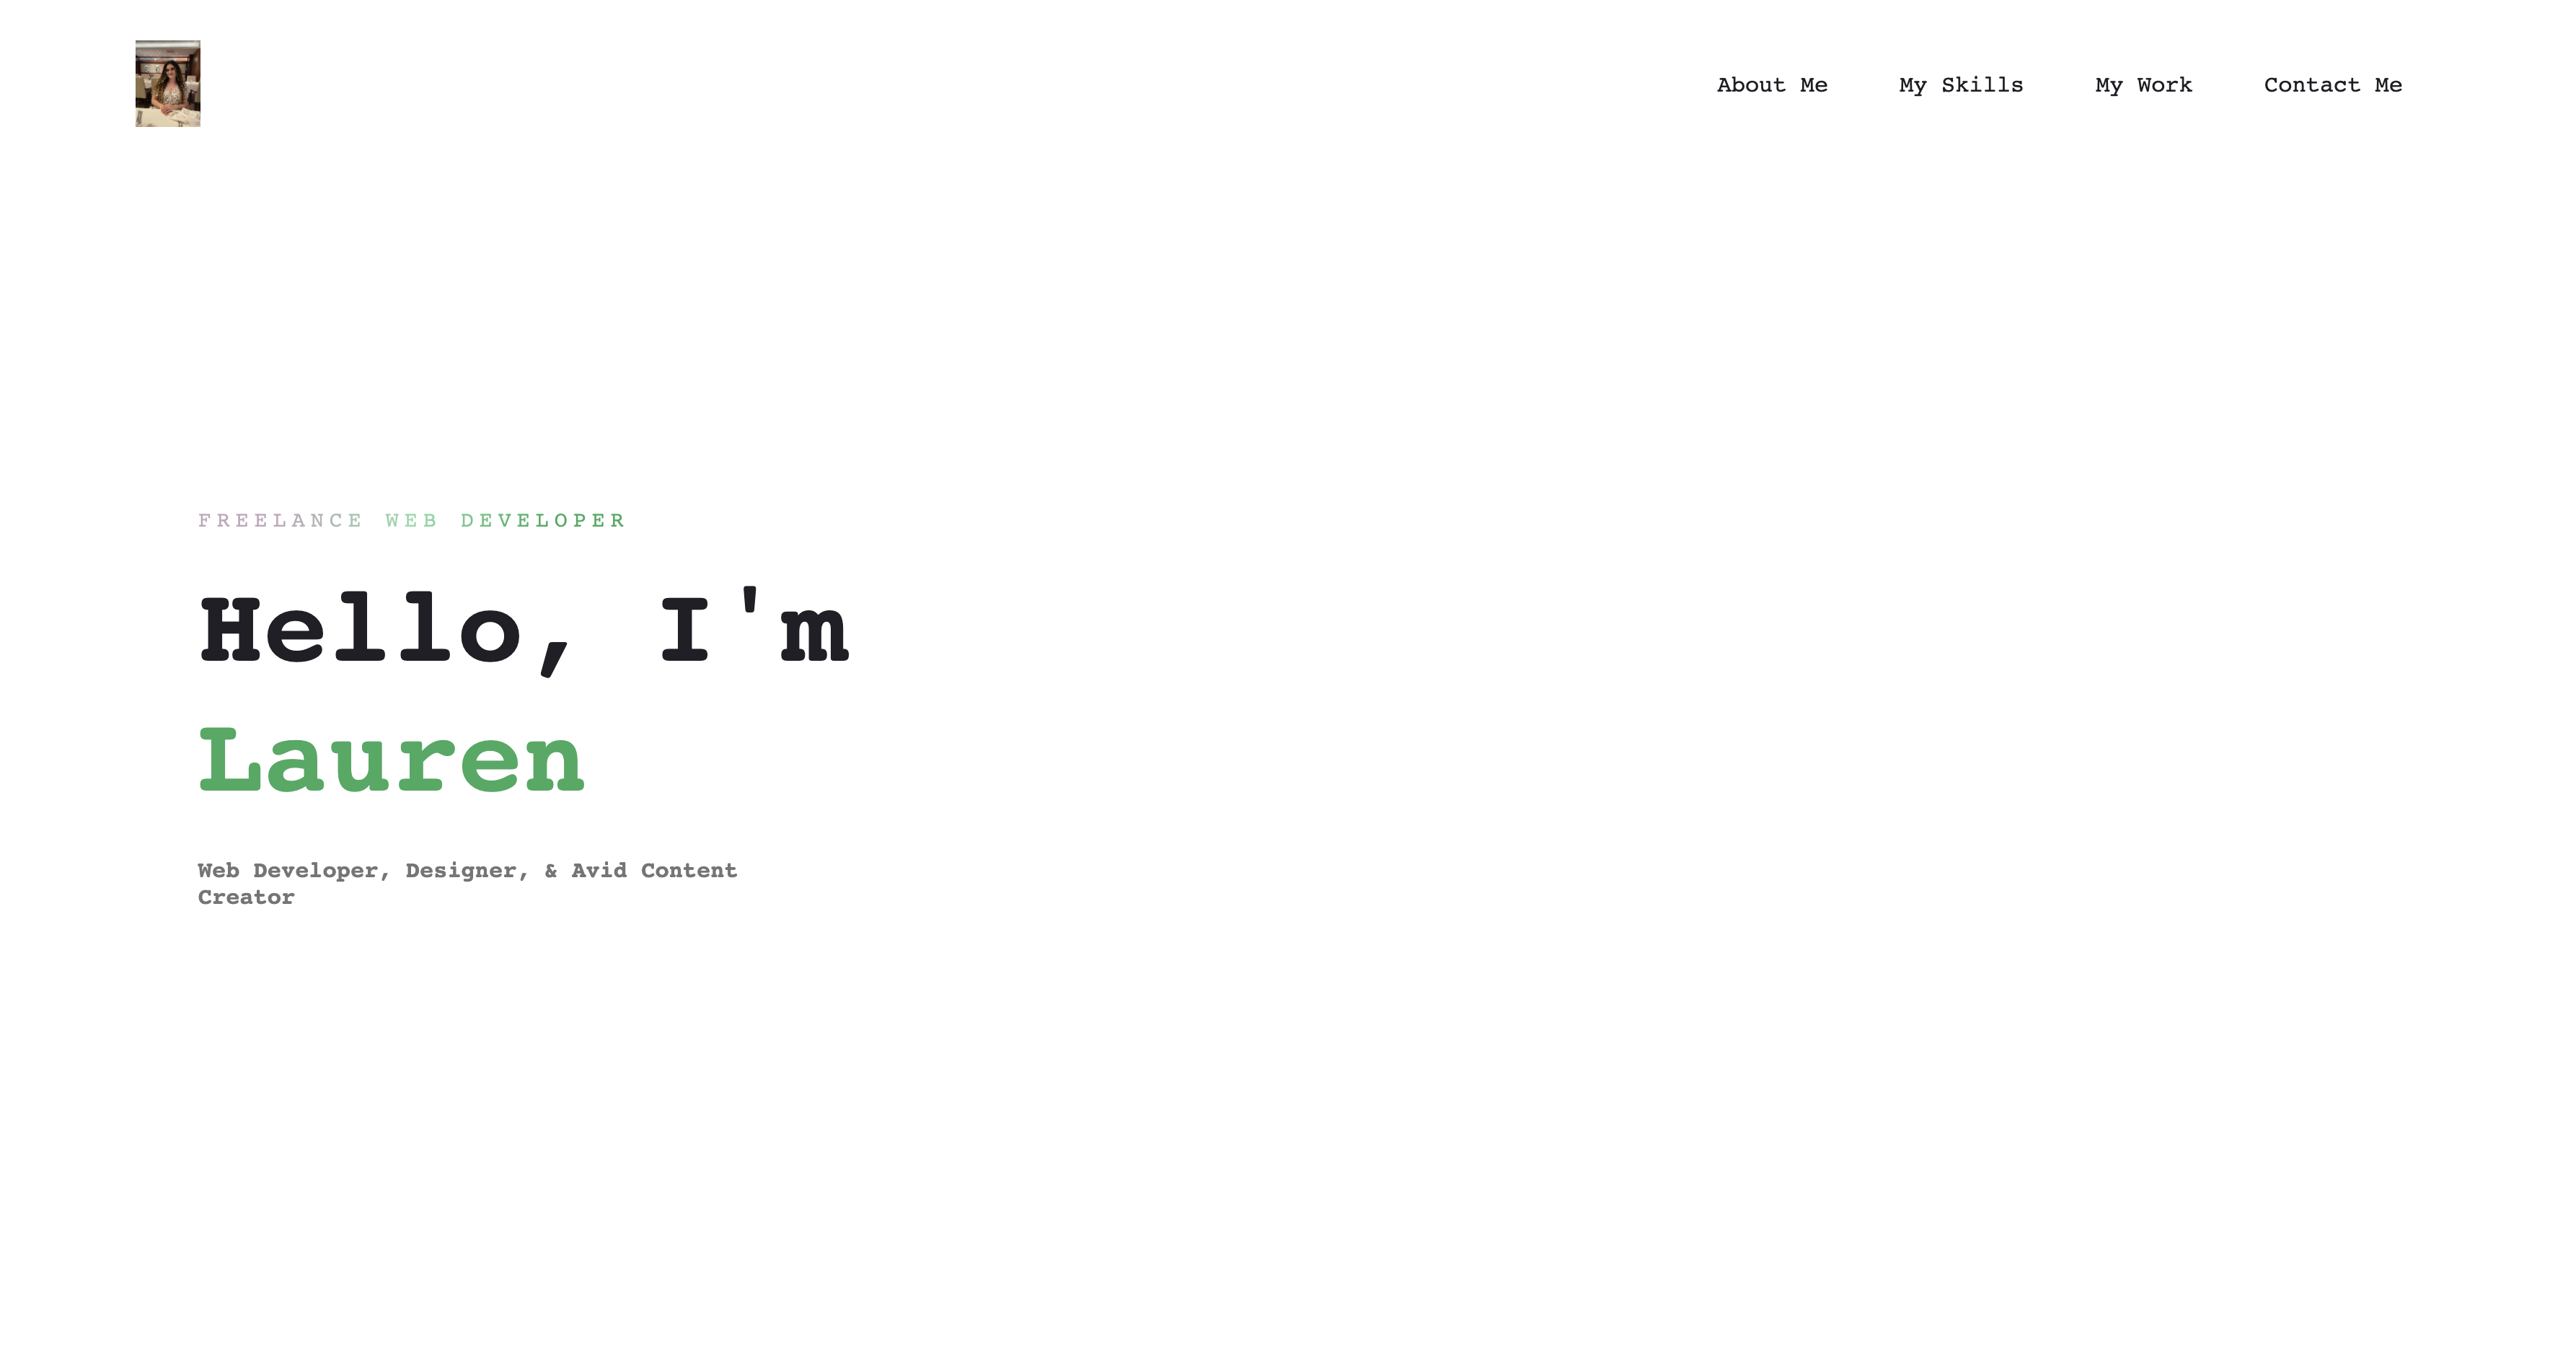 About Me
My Skills
My Work
Contact Me
FREELANCE WEB DEVELOPER
Hello, I'm
Lauren
Web Developer, Designer, & Avid Content
Creator